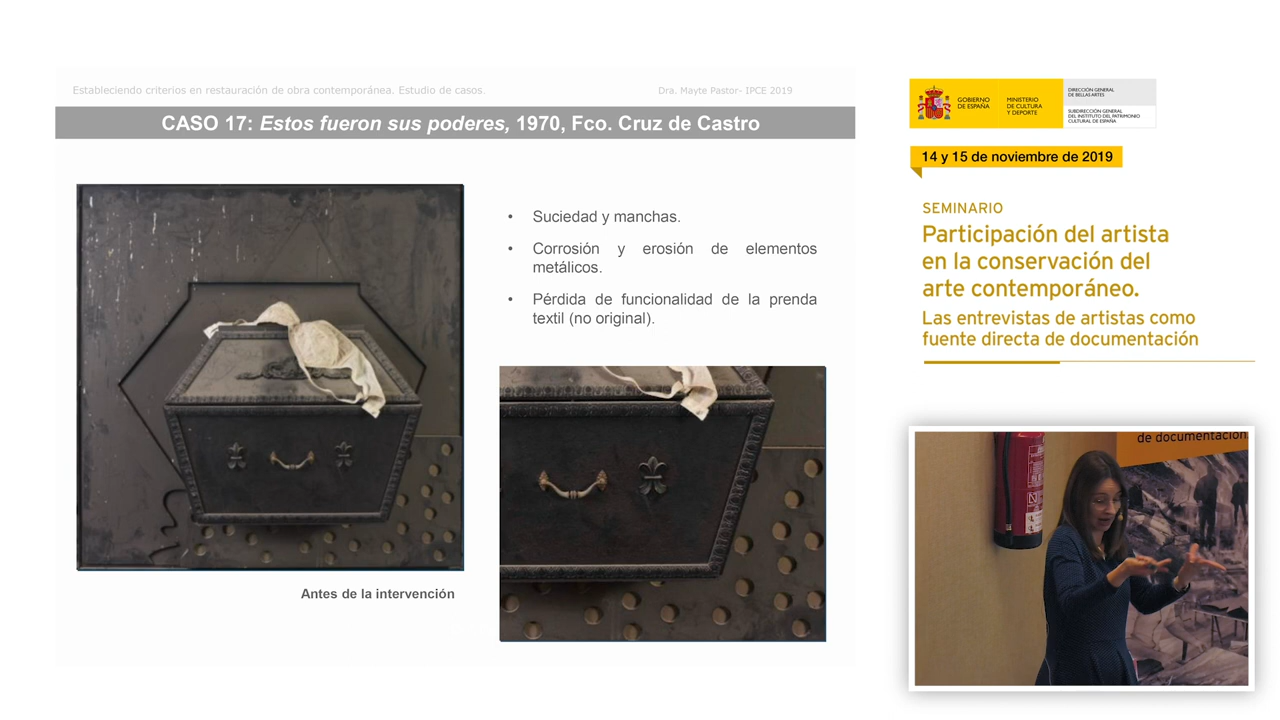 Estableciendo criterios en restauración de obra contemporánea. Estudio de casos.
Dra. Mayte Pastor- IPCE 2019
CASO 17: Estos fueron sus poderes, 1970, Fco. Cruz de Castro
• Suciedad y manchas.
• Corrosión y erosión de elementos
metálicos.
• Pérdida de funcionalidad de la prenda
textil (no original).
Antes de la intervención
GOBIERNO
DE ESPAÑA
MINISTERIO
DE CULTURA
Y DEPORTE
DIRECCIÓN GENERAL
DE BELLAS ARTES
SUBDIRECCIÓN GENERAL
DEL INSTITUTO DEL PATRIMONIO
CULTURAL DE ESPAÑA
14 y 15 de noviembre de 2019
SEMINARIO
Participación del artista
en la conservación del
arte contemporáneo.
Las entrevistas de artistas como
fuente directa de documentación
de documentación